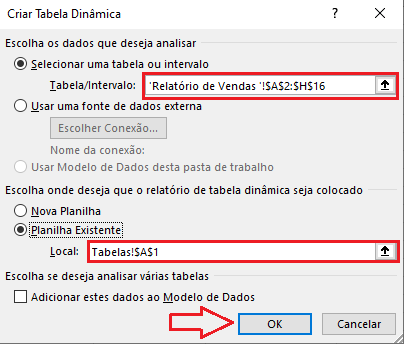 Criar Tabela Dinâmica
? ×
Escolha os dados que deseja analisar
Selecionar uma tabela ou intervalo
Tabela/Intervalo: 'Relatório de Vendas '!$A$2:$H$16
Usar uma fonte de dados externa
Escolher Conexão...
Nome da conexão:
Usar Modelo de Dados desta pasta de trabalho
Escolha onde deseja que o relatório de tabela dinâmica seja colocado
Nova Planilha
Planilha Existente
Local: Tabelas!$A$1
Escolha se deseja analisar várias tabelas
Adicionar estes dados ao Modelo de Dados
OK Cancelar